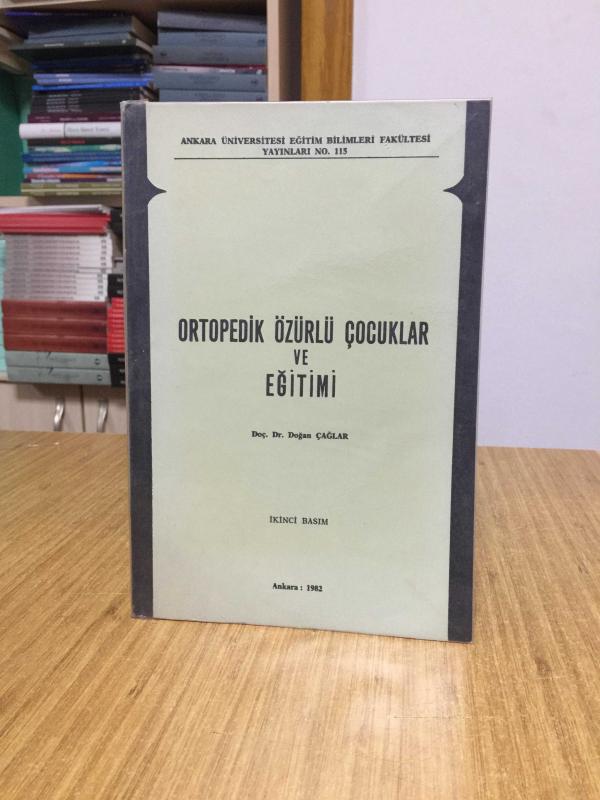 ANKARA ÜNİVERSİTESİ EĞİTİM BİLİMLERİ FAKÜLTESİ
YAYINLARI NO. 115
ORTOPEDİK ÖZÜRLÜ ÇOCUKLAR
VE
EĞİTİMİ
Doç. Dr. Doğan ÇAĞLAR
İKİNCİ BASIM
Ankara : 1982